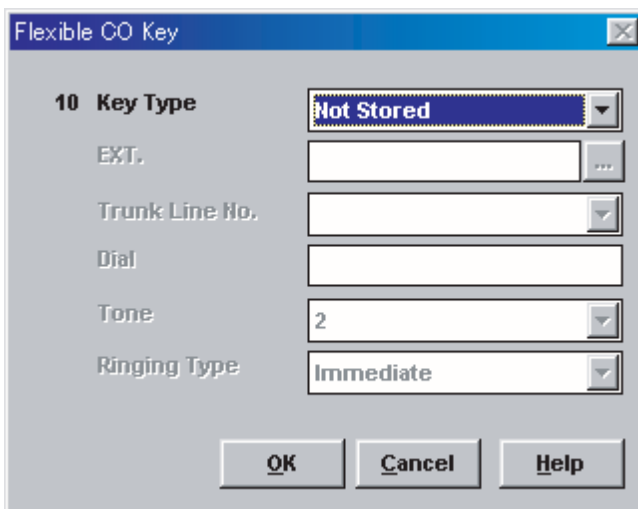 Flexible CO Key
10 Key Type Not Stored
EXT. ...
Trunk Line No.
Dial
Tone 2
Ringing Type Immediate
OK Cancel Help